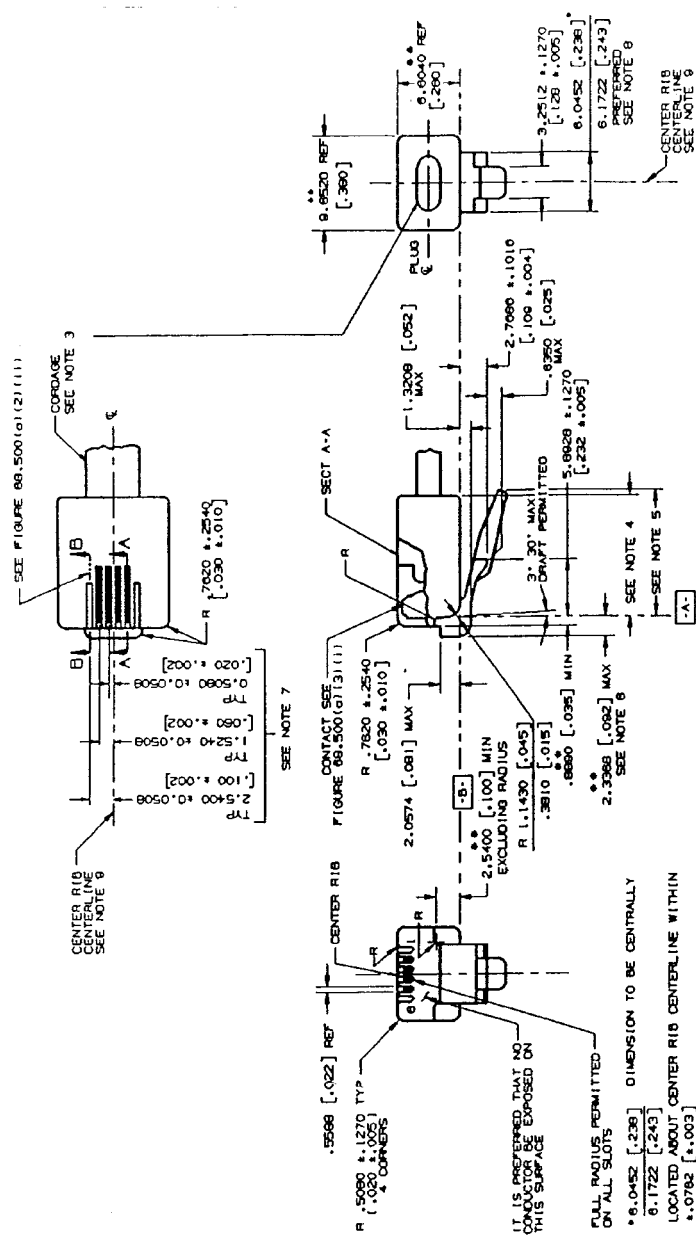 SEE FIGURE 68.500(a)(2)(i)
CORDAGE
SEE NOTE 3
℄
B
B
A
A
R .7620 ±.2540
[.030 ±.010]
[.020 ±.002]
0.5080 ±0.0508
TYP
[.060 ±.002]
1.5240 ±0.0508
TYP
[.100 ±.002]
2.5400 ±0.0508
TYP
SEE NOTE 7
CENTER RIB
CENTERLINE
SEE NOTE 9
**
9.6520 REF
[.380]
**
6.6040 REF
[.260]
PLUG
℄
3.2512 ±.1270
[.128 ±.005]
6.0452 [.238]*
6.1722 [.243]
PREFERRED
SEE NOTE 8
CENTER RIB
CENTERLINE
SEE NOTE 9
SECT A-A
R
CONTACT SEE
FIGURE 68.500(a)(3)(i)
R .7620 ±.2540
[.030 ±.010]
2.0574 [.081] MAX
1.3208 [.052]
MAX
2.7686 ±.1016
[.109 ±.004]
.6350 [.025]
MAX
5.8928 ±.1270
[.232 ±.005]
3° 30' MAX
DRAFT PERMITTED
SEE NOTE 4
SEE NOTE 5
-A-
-B-
**
2.5400 [.100] MIN
EXCLUDING RADIUS
R 1.1430 [.045]
.3810 [.015]
**
.8890 [.035] MIN
**
2.3368 [.092] MAX
SEE NOTE 6
.5588 [.022] REF
CENTER RIB
R
R
6
1
R .5080 ±.1270 TYP
(.020 ±.005)
4 CORNERS
IT IS PREFERRED THAT NO
CONDUCTOR BE EXPOSED ON
THIS SURFACE
FULL RADIUS PERMITTED
ON ALL SLOTS
*6.0452 [.238] DIMENSION TO BE CENTRALLY
6.1722 [.243]
LOCATED ABOUT CENTER RIB CENTERLINE WITHIN
±.0762 [±.003]